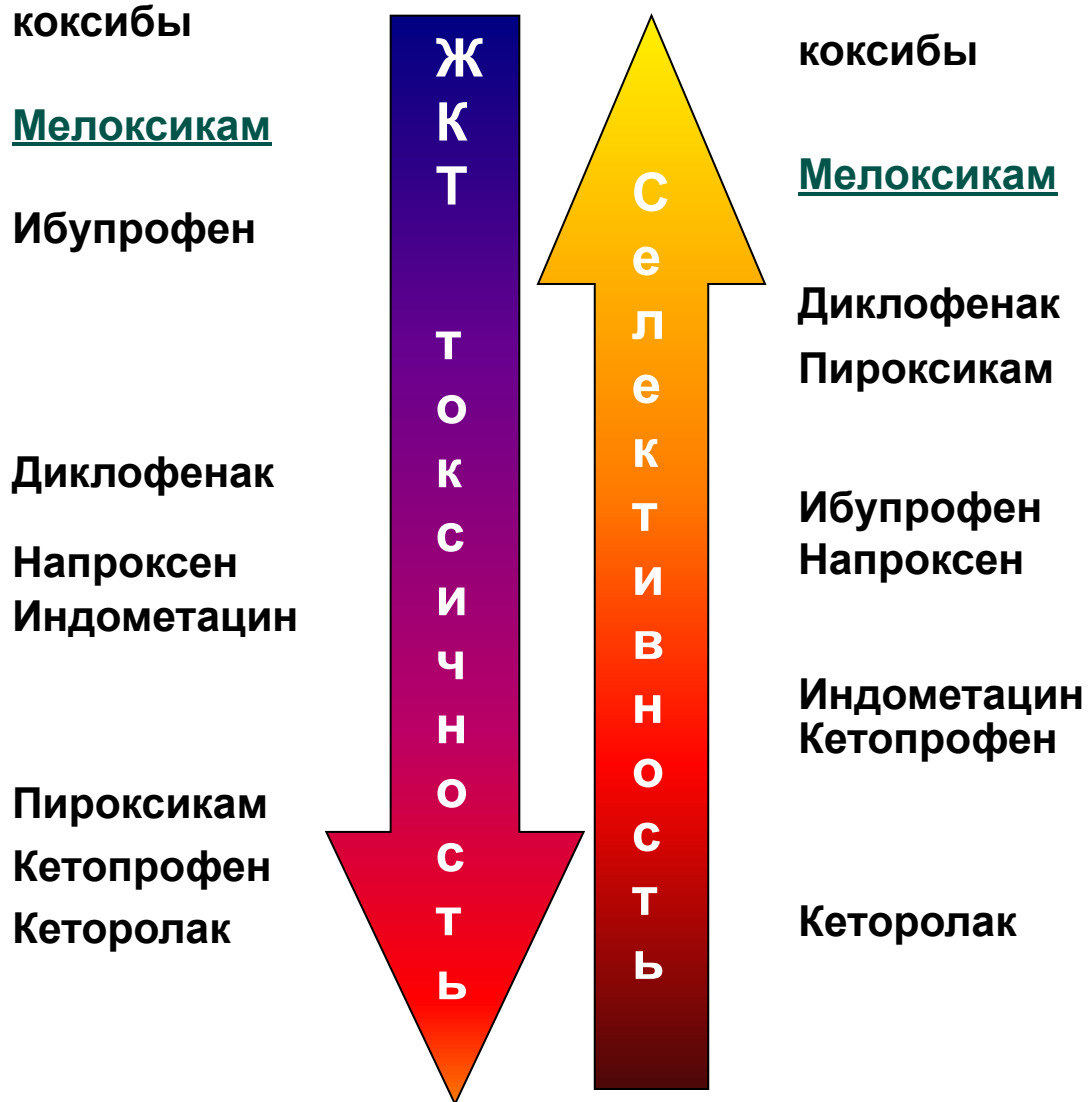 коксибы
Мелоксикам
Ибупрофен
Диклофенак
Напроксен
Индометацин
Пироксикам
Кетопрофен
Кеторолак
ЖКТ токсичность
Селективность
коксибы
Мелоксикам
Диклофенак
Пироксикам
Ибупрофен
Напроксен
Индометацин
Кетопрофен
Кеторолак